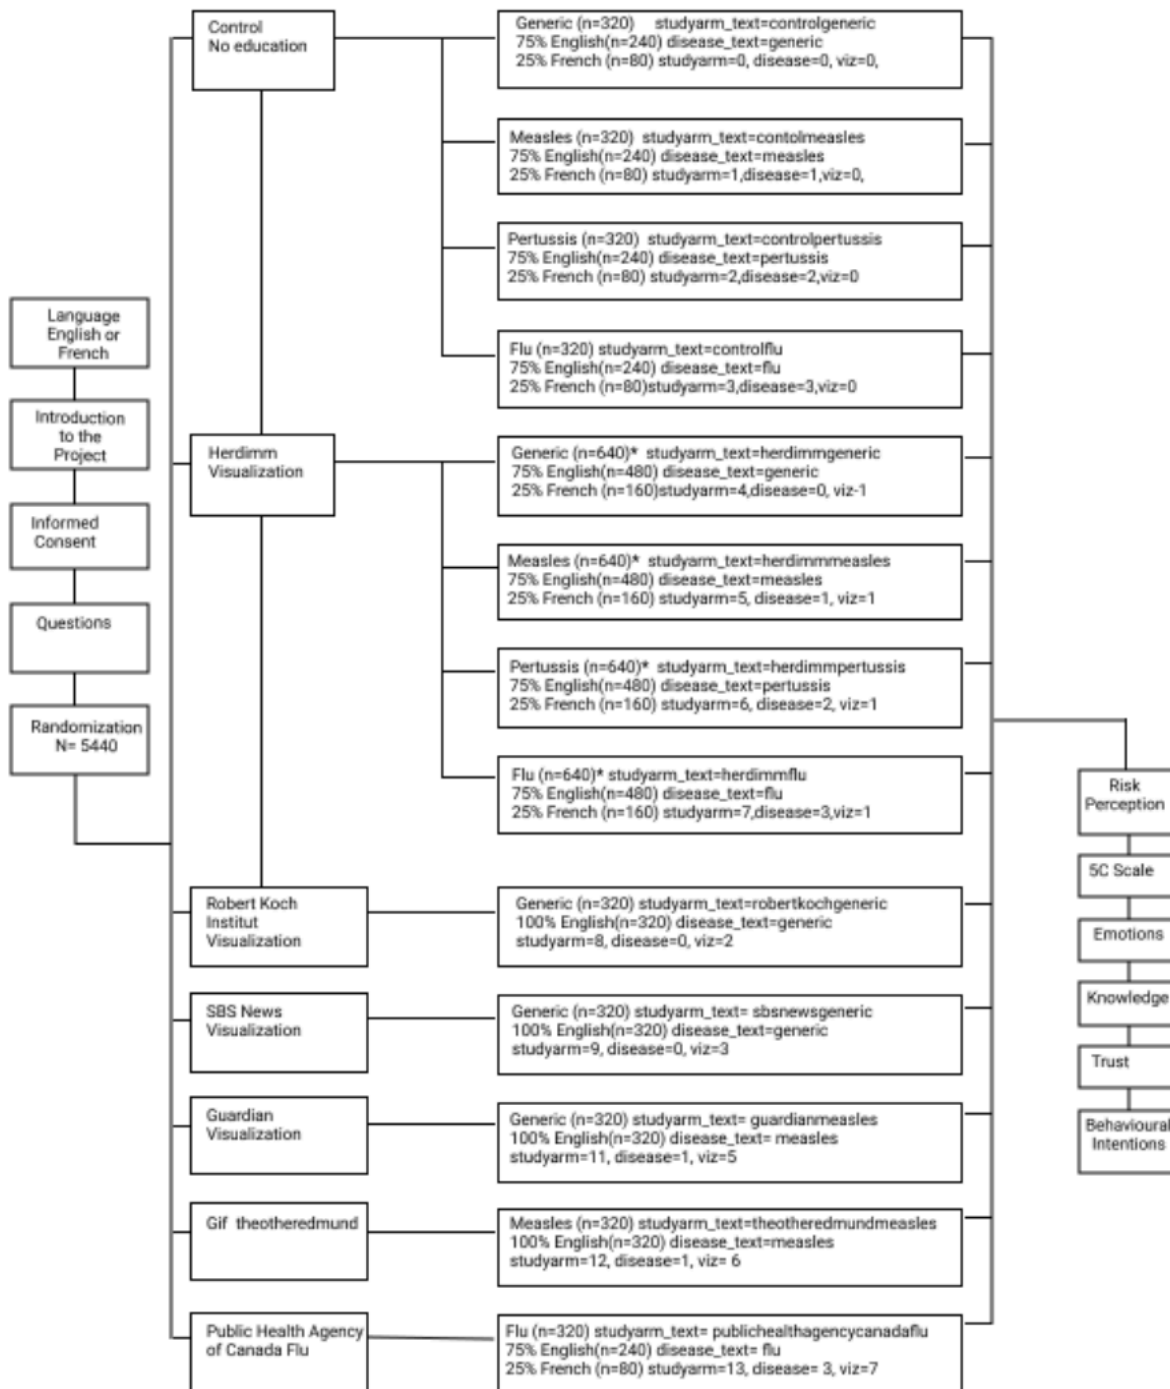 Language
English or
French
Introduction
to the
Project
Informed
Consent
Questions
Randomization
N= 5440
Control
No education
Generic (n=320) studyarm_text=controlgeneric
75% English(n=240) disease_text=generic
25% French (n=80) studyarm=0, disease=0, viz=0,
Measles (n=320) studyarm_text=contolmeasles
75% English(n=240) disease_text=measles
25% French (n=80) studyarm=1,disease=1,viz=0,
Pertussis (n=320) studyarm_text=controlpertussis
75% English(n=240) disease_text=pertussis
25% French (n=80) studyarm=2,disease=2,viz=0
Flu (n=320) studyarm_text=controlflu
75% English(n=240) disease_text=flu
25% French (n=80)studyarm=3,disease=3,viz=0
Herdimm
Visualization
Generic (n=640)* studyarm_text=herdimmgeneric
75% English(n=480) disease_text=generic
25% French (n=160)studyarm=4,disease=0, viz-1
Measles (n=640)* studyarm_text=herdimmmeasles
75% English(n=480) disease_text=measles
25% French (n=160) studyarm=5, disease=1, viz=1
Pertussis (n=640)* studyarm_text=herdimmpertussis
75% English(n=480) disease_text=pertussis
25% French (n=160) studyarm=6, disease=2, viz=1
Flu (n=640)* studyarm_text=herdimmflu
75% English(n=480) disease_text=flu
25% French (n=160) studyarm=7,disease=3,viz=1
Robert Koch
Institut
Visualization
Generic (n=320) studyarm_text=robertkochgeneric
100% English(n=320) disease_text=generic
studyarm=8, disease=0, viz=2
SBS News
Visualization
Generic (n=320) studyarm_text= sbsnewsgeneric
100% English(n=320) disease_text=generic
studyarm=9, disease=0, viz=3
Guardian
Visualization
Generic (n=320) studyarm_text= guardianmeasles
100% English(n=320) disease_text= measles
studyarm=11, disease=1, viz=5
Gif theotheredmund
Measles (n=320) studyarm_text=theotheredmundmeasles
100% English(n=320) disease_text=measles
studyarm=12, disease=1, viz= 6
Public Health Agency
of Canada Flu
Flu (n=320) studyarm_text= publichealthagencycanadaflu
75% English(n=240) disease_text= flu
25% French (n=80) studyarm=13, disease= 3, viz=7
Risk
Perception
5C Scale
Emotions
Knowledge
Trust
Behavioural
Intentions